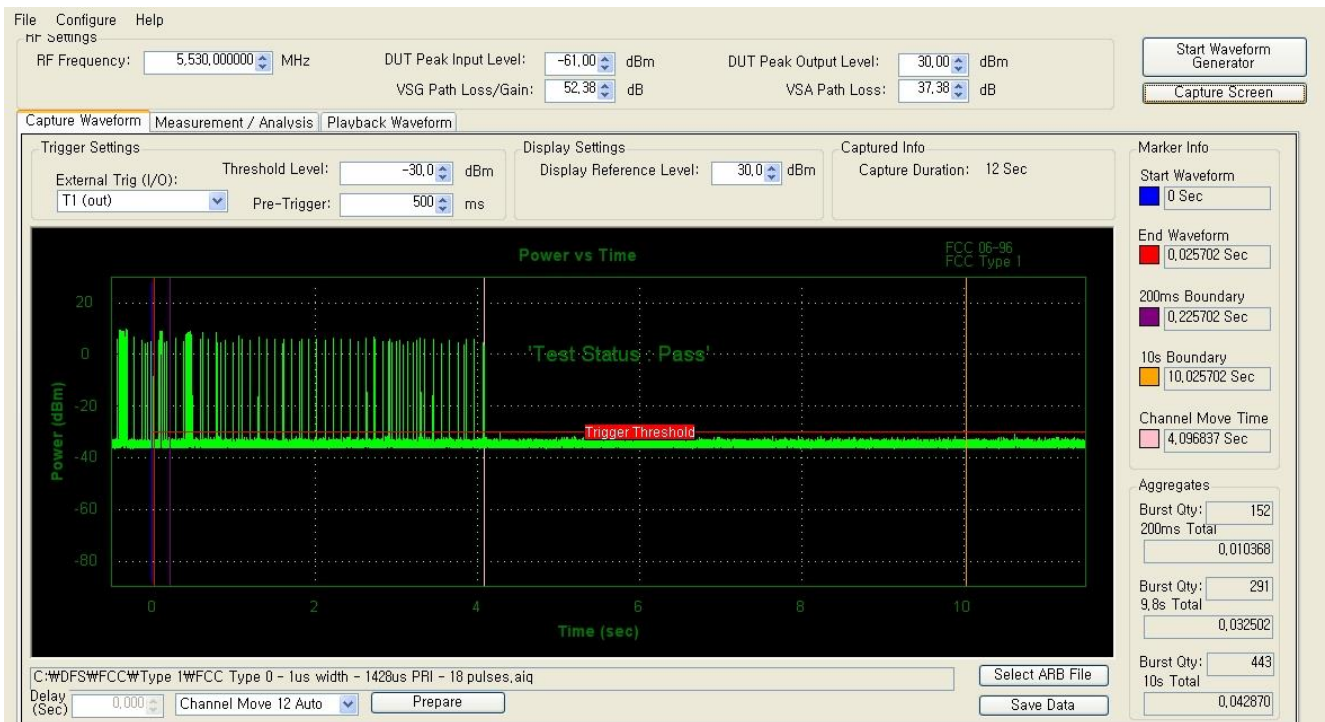 File Configure Help
RF Settings
RF Frequency: 5,530,000000 MHz
DUT Peak Input Level: -61,00 dBm
DUT Peak Output Level: 30,00 dBm
VSG Path Loss/Gain: 52,38 dB
VSA Path Loss: 37,38 dB
Start Waveform Generator
Capture Screen
Capture Waveform Measurement / Analysis Playback Waveform
Trigger Settings
External Trig (I/O):
T1 (out)
Threshold Level: -30,0 dBm
Pre-Trigger: 500 ms
Display Settings
Display Reference Level: 30,0 dBm
Captured Info
Capture Duration: 12 Sec
Power vs Time
FCC 06-96
FCC Type 1
20
0
-20
-40
-60
-80
Power (dBm)
'Test Status : Pass'
Trigger Threshold
0 2 4 6 8 10
Time (sec)
Marker Info
Start Waveform
0 Sec
End Waveform
0,025702 Sec
200ms Boundary
0,225702 Sec
10s Boundary
10,025702 Sec
Channel Move Time
4,096837 Sec
Aggregates
Burst Qty: 152
200ms Total
0,010368
Burst Qty: 291
9,8s Total
0,032502
Burst Qty: 443
10s Total
0,042870
C:₩DFS₩FCC₩Type 1₩FCC Type 0 - 1us width - 1428us PRI - 18 pulses,aiq
Select ARB File
Delay (Sec) 0,000 Channel Move 12 Auto Prepare
Save Data